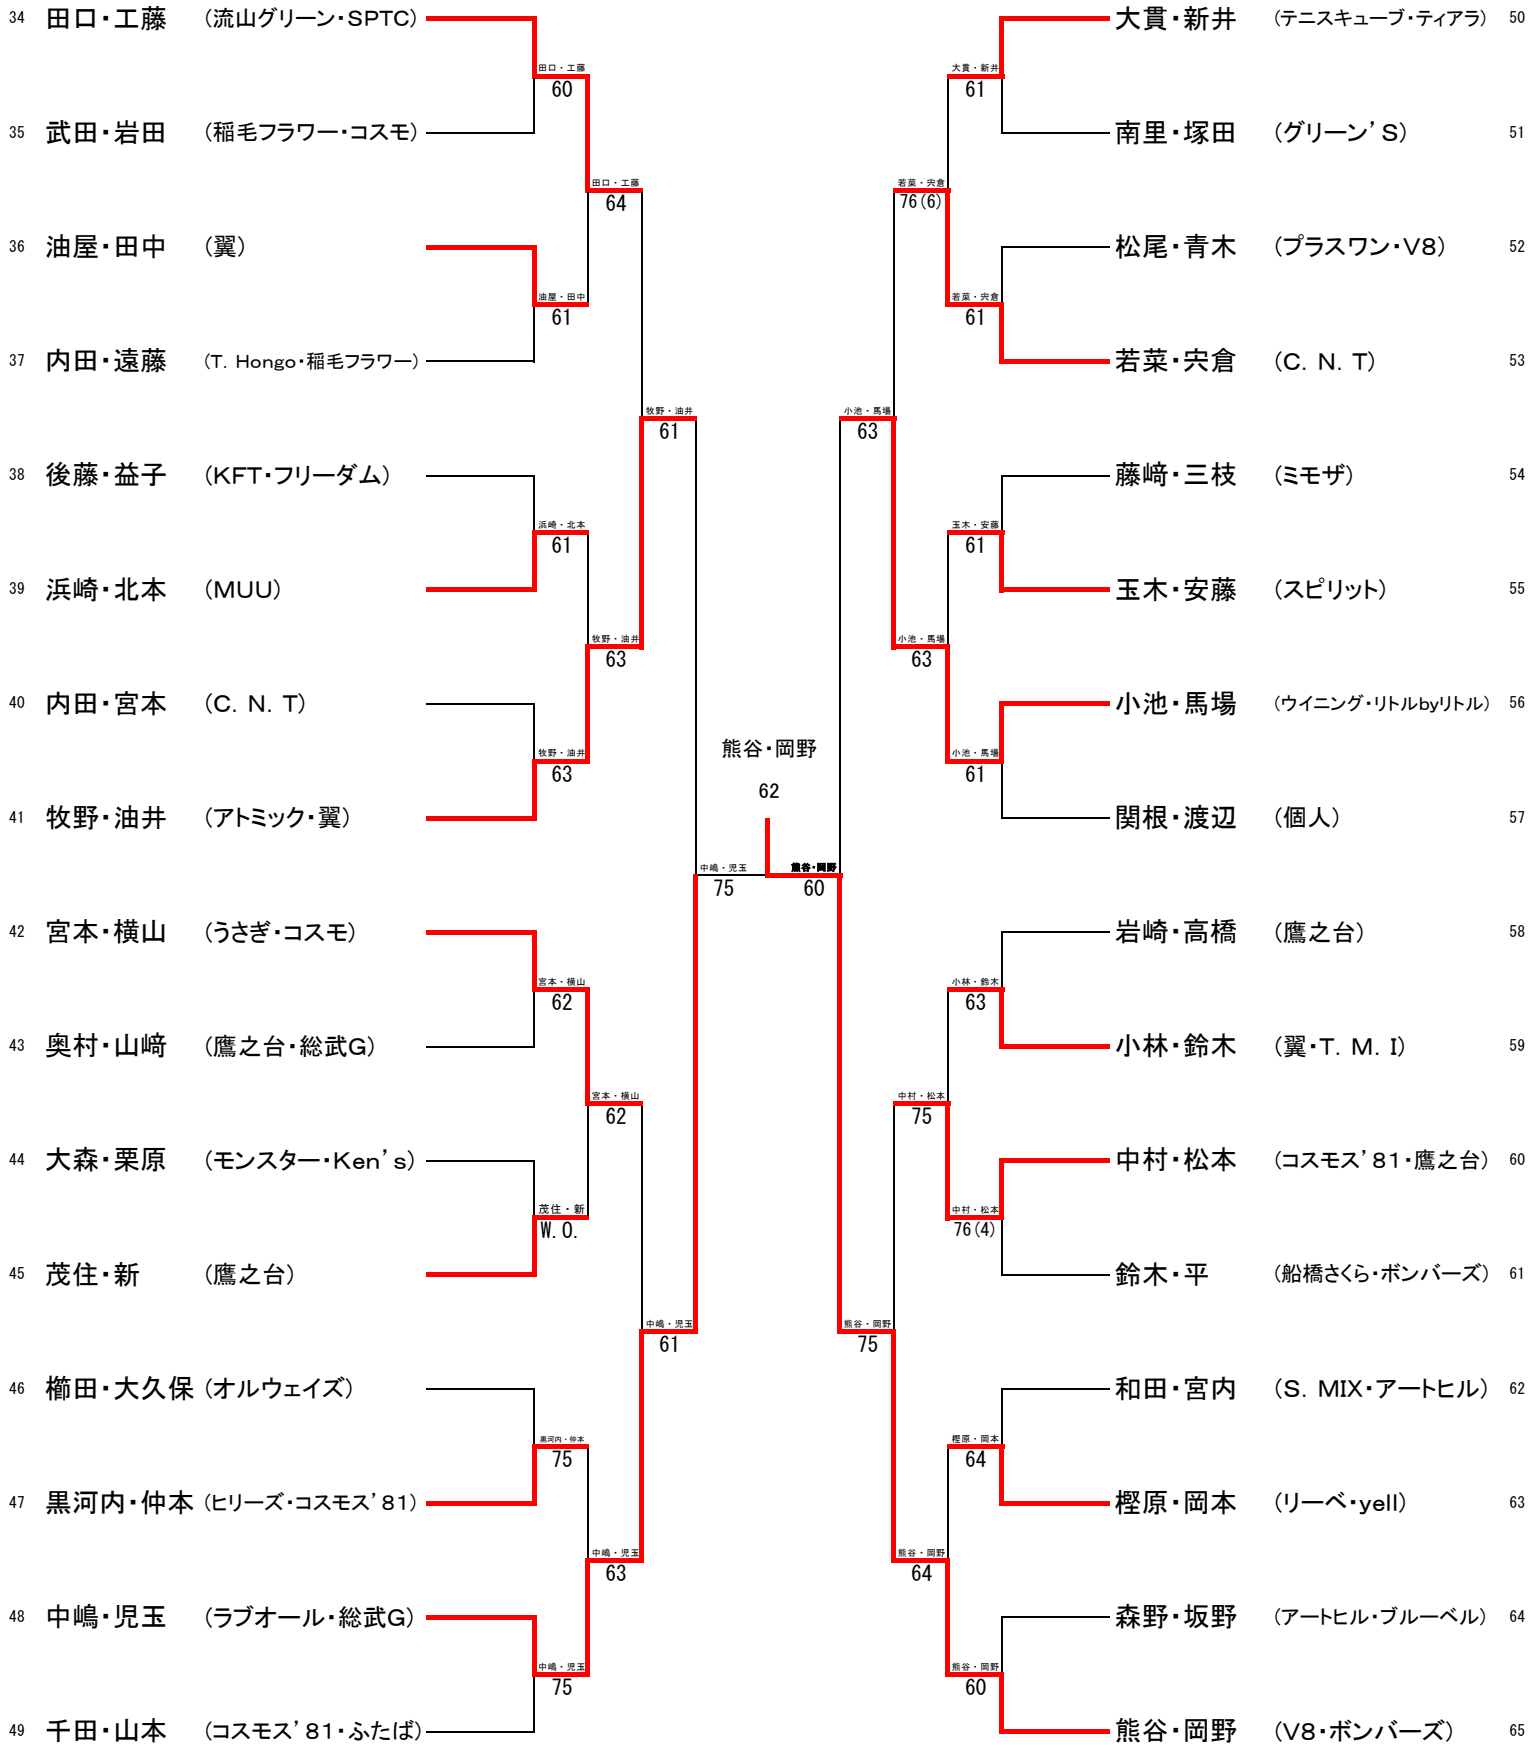 34 田口・工藤 (流山グリーン・SPTC)
田口・工藤
60
35 武田・岩田 (稲毛フラワー・コスモ)
田口・工藤
64
36 油屋・田中 (翼)
油屋・田中
61
37 内田・遠藤 (T. Hongo・稲毛フラワー)
牧野・油井
61
38 後藤・益子 (KFT・フリーダム)
浜崎・北本
61
39 浜崎・北本 (MUU)
牧野・油井
63
40 内田・宮本 (C. N. T)
牧野・油井
63
41 牧野・油井 (アトミック・翼)
中嶋・児玉
75
42 宮本・横山 (うさぎ・コスモ)
宮本・横山
62
43 奥村・山﨑 (鷹之台・総武G)
宮本・横山
62
44 大森・栗原 (モンスター・Ken's)
茂住・新
W.O.
45 茂住・新 (鷹之台)
中嶋・児玉
61
46 櫛田・大久保 (オルウェイズ)
黒河内・仲本
75
47 黒河内・仲本 (ヒリーズ・コスモス'81)
中嶋・児玉
63
48 中嶋・児玉 (ラブオール・総武G)
中嶋・児玉
75
49 千田・山本 (コスモス'81・ふたば)
熊谷・岡野
62
大貫・新井 (テニスキューブ・ティアラ) 50
大貫・新井
61
南里・塚田 (グリーン'S) 51
若菜・宍倉
76(6)
松尾・青木 (プラスワン・V8) 52
若菜・宍倉
61
若菜・宍倉 (C. N. T) 53
小池・馬場
63
藤﨑・三枝 (ミモザ) 54
玉木・安藤
61
玉木・安藤 (スピリット) 55
小池・馬場
63
小池・馬場 (ウイニング・リトルbyリトル) 56
小池・馬場
61
関根・渡辺 (個人) 57
熊谷・岡野
60
岩崎・高橋 (鷹之台) 58
小林・鈴木
63
小林・鈴木 (翼・T. M. I) 59
中村・松本
75
中村・松本 (コスモス'81・鷹之台) 60
中村・松本
76(4)
鈴木・平 (船橋さくら・ボンバーズ) 61
熊谷・岡野
75
和田・宮内 (S. MIX・アートヒル) 62
樫原・岡本
64
樫原・岡本 (リーベ・yell) 63
熊谷・岡野
64
森野・坂野 (アートヒル・ブルーベル) 64
熊谷・岡野
60
熊谷・岡野 (V8・ボンバーズ) 65